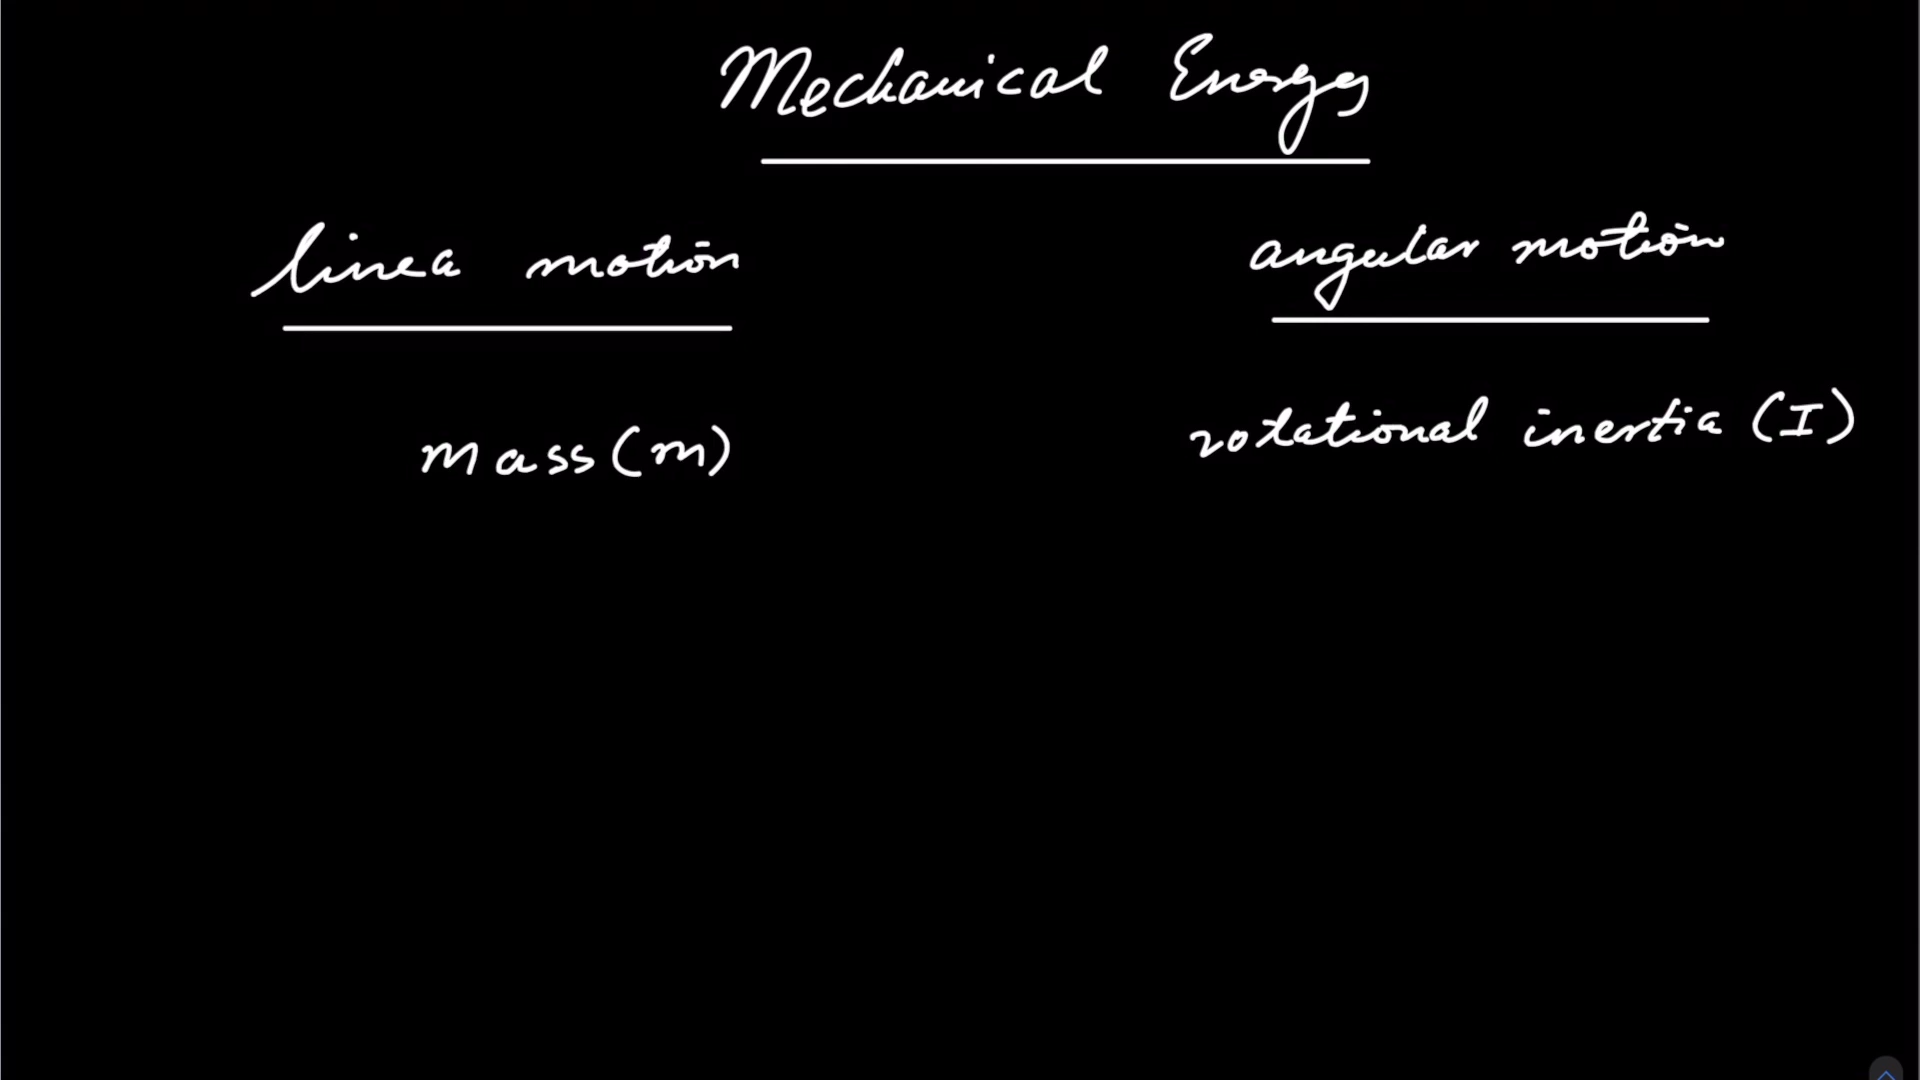 Mechanical Energy
linea motion
angular motion
mass (m)
rotational inertia (I)